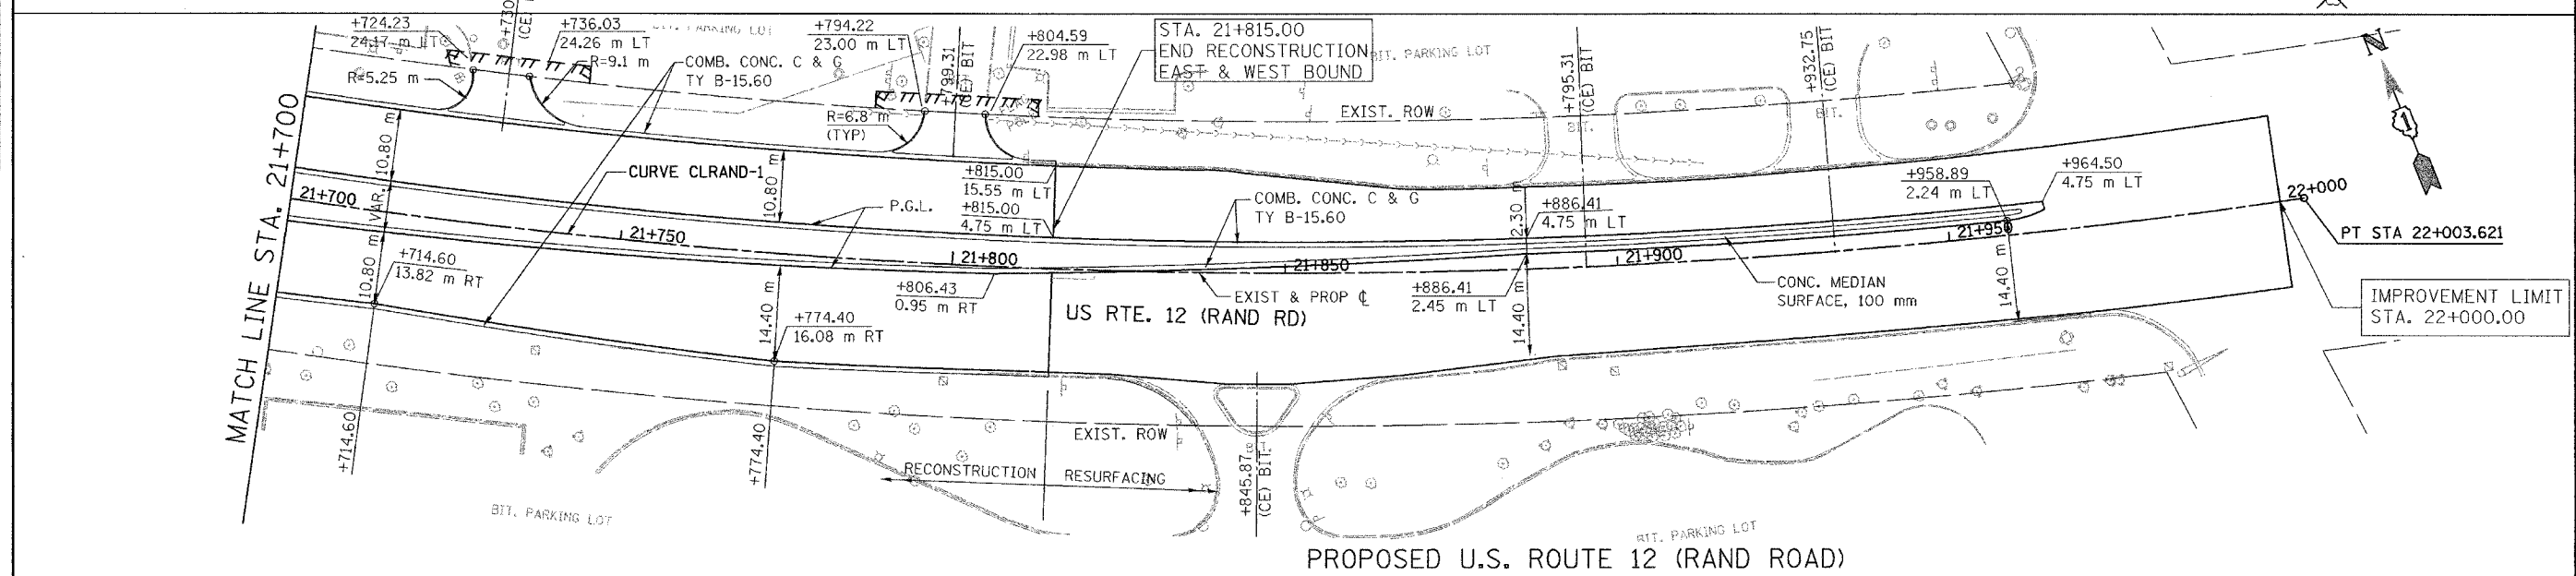 +724.23
24.17 m LT
+730
(CE)
+736.03
24.26 m LT
BIT. PARKING LOT
+794.22
23.00 m LT
+799.31
(CE) BIT
+804.59
22.98 m LT
STA. 21+815.00
END RECONSTRUCTION
EAST & WEST BOUND
BIT. PARKING LOT
+795.31
(CE) BIT
BIT.
+932.75
(CE) BIT
BIT.
N
1
R=5.25 m
R=9.1 m
COMB. CONC. C & G
TY B-15.60
R=6.8 m
(TYP)
EXIST. ROW
MATCH LINE STA. 21+700
10.80 m
VAR.
10.80 m
21+700
CURVE CLRAND-1
10.80 m
P.G.L.
+815.00
15.55 m LT
+815.00
4.75 m LT
COMB. CONC. C & G
TY B-15.60
2.30 m
+886.41
4.75 m LT
+958.89
2.24 m LT
+964.50
4.75 m LT
22+000
PT STA 22+003.621
21+750
21+800
21+850
21+900
21+950
+714.60
13.82 m RT
+806.43
0.95 m RT
EXIST & PROP ℄
+886.41
2.45 m LT
CONC. MEDIAN
SURFACE, 100 mm
14.40 m
14.40 m
14.40 m
IMPROVEMENT LIMIT
STA. 22+000.00
+774.40
16.08 m RT
US RTE. 12 (RAND RD)
+714.60
+774.40
EXIST. ROW
RECONSTRUCTION
RESURFACING
+845.87
(CE) BIT.
BIT. PARKING LOT
BIT. PARKING LOT
PROPOSED U.S. ROUTE 12 (RAND ROAD)